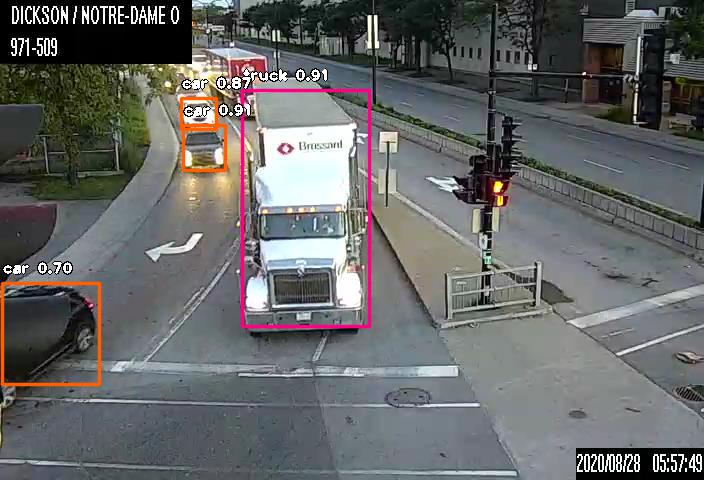 DICKSON / NOTRE-DAME O
971-509
car 0.87
truck 0.91
car 0.91
Brossard
car 0.70
2020/08/28 05:57:49